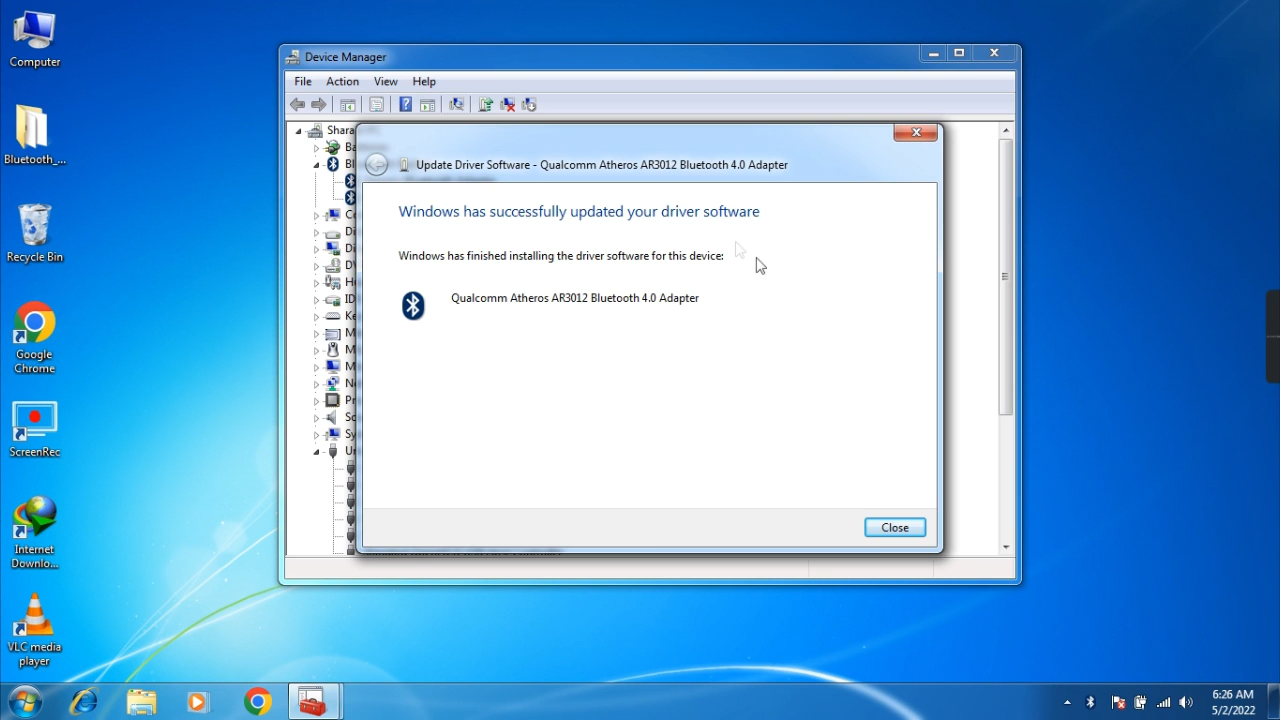 Computer
Bluetooth_...
Recycle Bin
Google
Chrome
ScreenRec
Internet
Downlo...
VLC media
player
Device Manager
File Action View Help
Update Driver Software - Qualcomm Atheros AR3012 Bluetooth 4.0 Adapter
Windows has successfully updated your driver software
Windows has finished installing the driver software for this device:
Qualcomm Atheros AR3012 Bluetooth 4.0 Adapter
Close
6:26 AM
5/2/2022